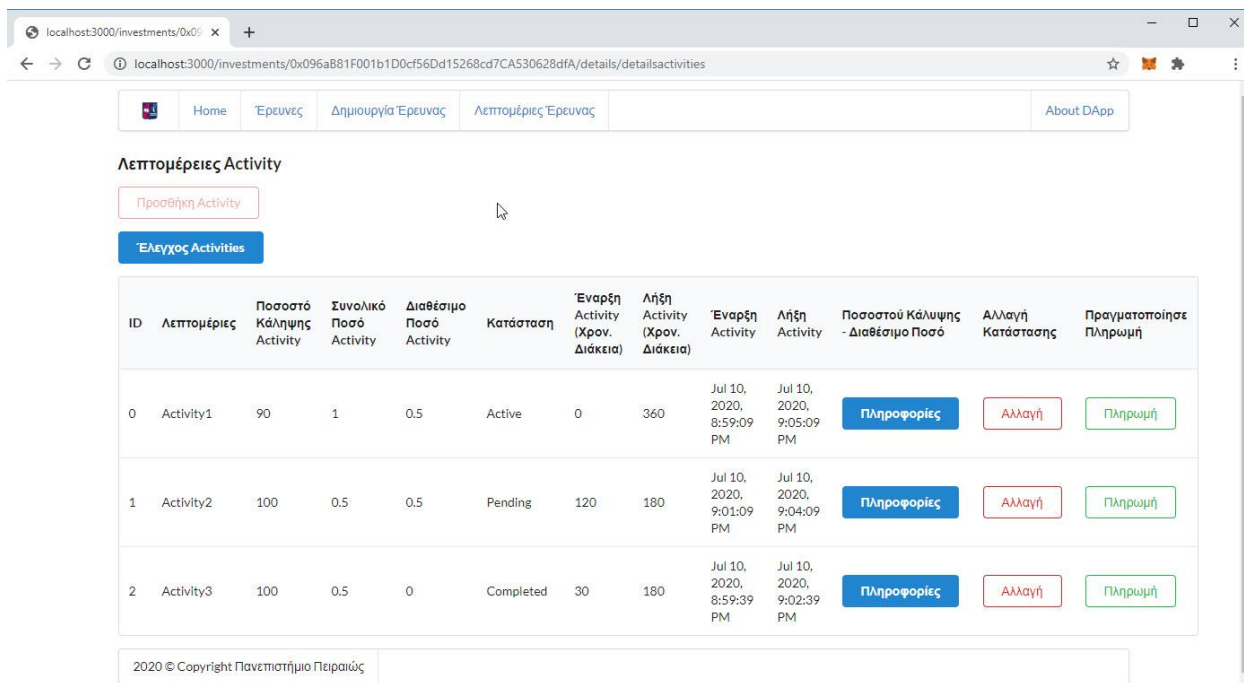 localhost:3000/investments/0x09
localhost:3000/investments/0x096aB81F001b1D0cf56Dd15268cd7CA530628dfA/details/detailsactivities
Home Έρευνες Δημιουργία Έρευνας Λεπτομέριες Έρευνας About DApp
Λεπτομέρειες Activity
Προσθήκη Activity
Έλεγχος Activities
ID Λεπτομέριες Ποσοστό Κάληψης Activity Συνολικό Ποσό Activity Διαθέσιμο Ποσό Activity Κατάσταση Έναρξη Activity (Χρον. Διάκεια) Λήξη Activity (Χρον. Διάκεια) Έναρξη Activity Λήξη Activity Ποσοστού Κάλυψης - Διαθέσιμο Ποσό Αλλαγή Κατάστασης Πραγματοποίησε Πληρωμή
0 Activity1 90 1 0.5 Active 0 360 Jul 10, 2020, 8:59:09 PM Jul 10, 2020, 9:05:09 PM Πληροφορίες Αλλαγή Πληρωμή
1 Activity2 100 0.5 0.5 Pending 120 180 Jul 10, 2020, 9:01:09 PM Jul 10, 2020, 9:04:09 PM Πληροφορίες Αλλαγή Πληρωμή
2 Activity3 100 0.5 0 Completed 30 180 Jul 10, 2020, 8:59:39 PM Jul 10, 2020, 9:02:39 PM Πληροφορίες Αλλαγή Πληρωμή
2020 © Copyright Πανεπιστήμιο Πειραιώς